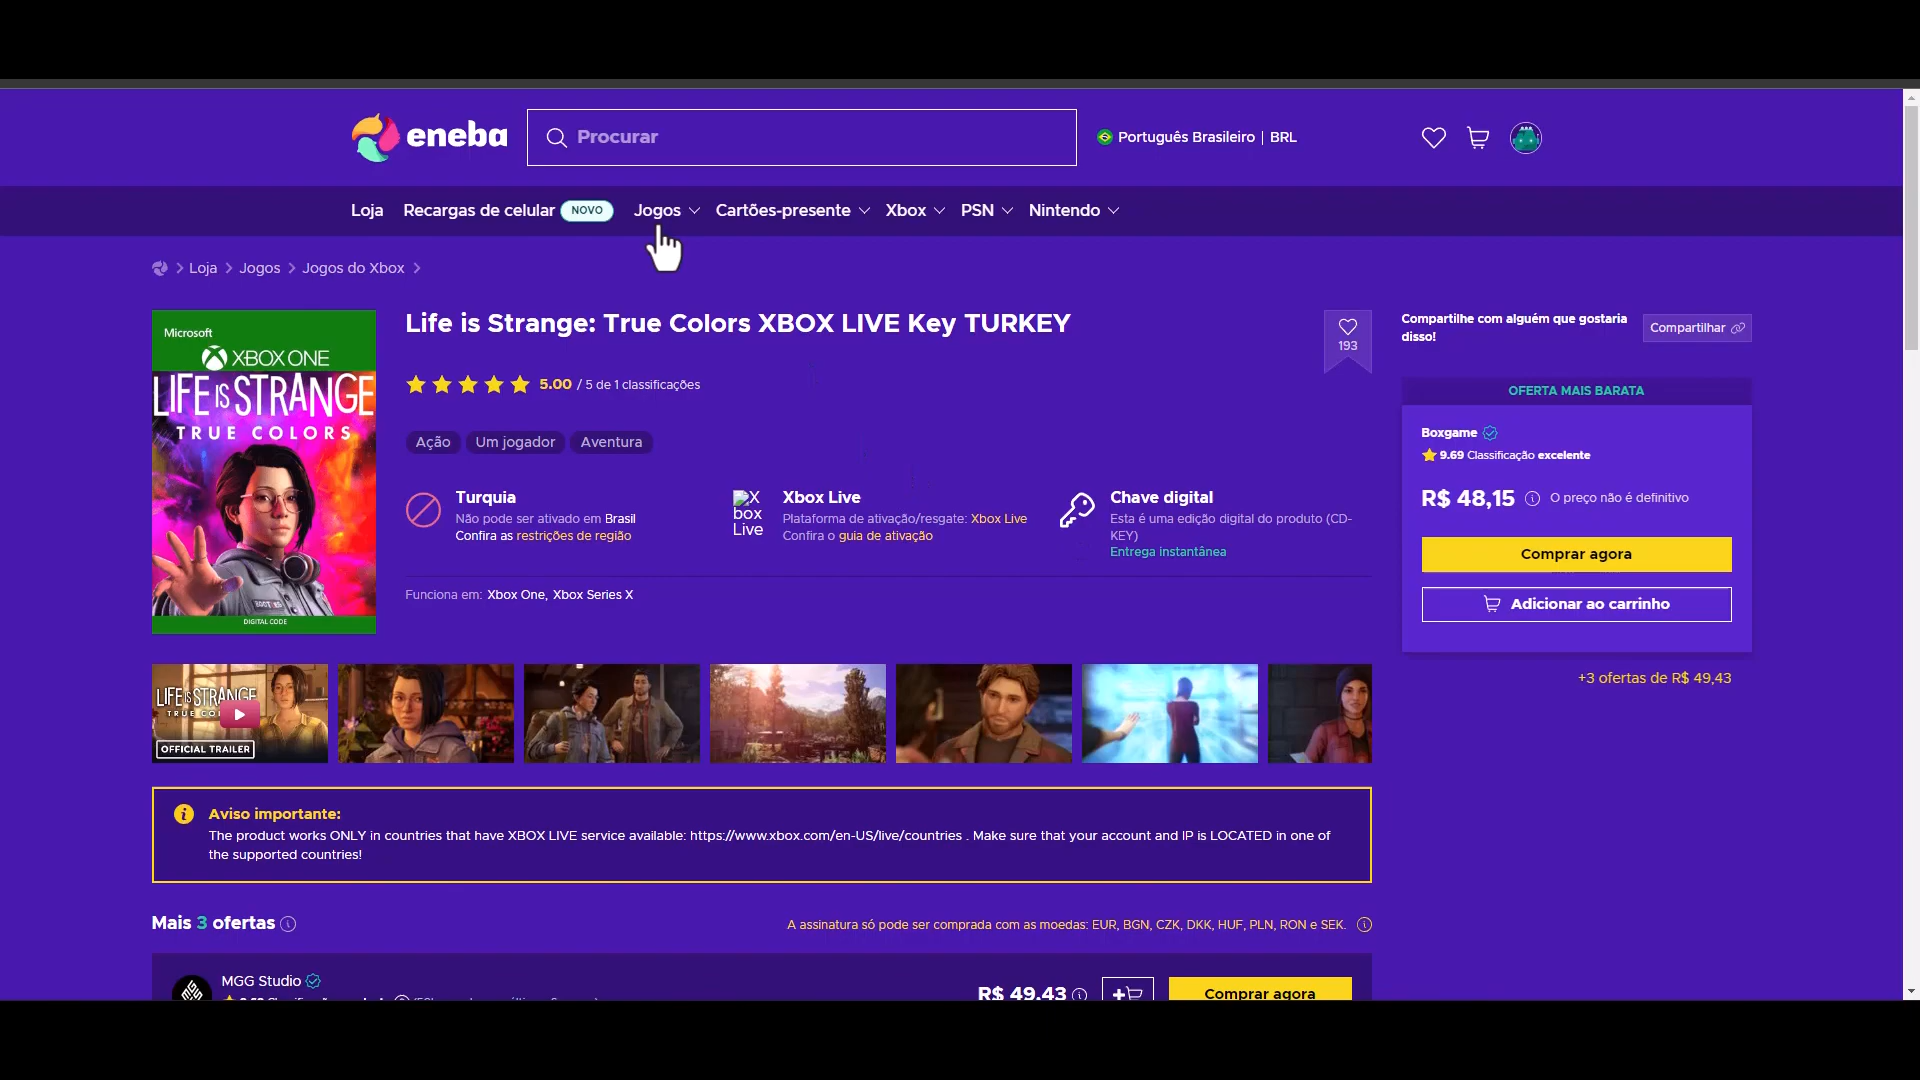 eneba
Procurar
Português Brasileiro | BRL
Loja
Recargas de celular
NOVO
Jogos
Cartões-presente
Xbox
PSN
Nintendo
Loja
Jogos
Jogos do Xbox
Microsoft
XBOX ONE
LIFE IS STRANGE
TRUE COLORS
DIGITAL CODE
Life is Strange: True Colors XBOX LIVE Key TURKEY
193
5.00 / 5 de 1 classificações
Ação
Um jogador
Aventura
Turquia
Não pode ser ativado em Brasil
Confira as restrições de região
X
box
Live
Xbox Live
Plataforma de ativação/resgate: Xbox Live
Confira o guia de ativação
Chave digital
Esta é uma edição digital do produto (CD-
KEY)
Entrega instantânea
Funciona em: Xbox One, Xbox Series X
Compartilhe com alguém que gostaria
disso!
Compartilhar
OFERTA MAIS BARATA
Boxgame
9.69 Classificação excelente
R$ 48,15
O preço não é definitivo
Comprar agora
Adicionar ao carrinho
+3 ofertas de R$ 49,43
LIFE IS STRANGE
OFFICIAL TRAILER
Aviso importante:
The product works ONLY in countries that have XBOX LIVE service available: https://www.xbox.com/en-US/live/countries . Make sure that your account and IP is LOCATED in one of
the supported countries!
Mais 3 ofertas
A assinatura só pode ser comprada com as moedas: EUR, BGN, CZK, DKK, HUF, PLN, RON e SEK.
MGG Studio
R$ 49,43
Comprar agora